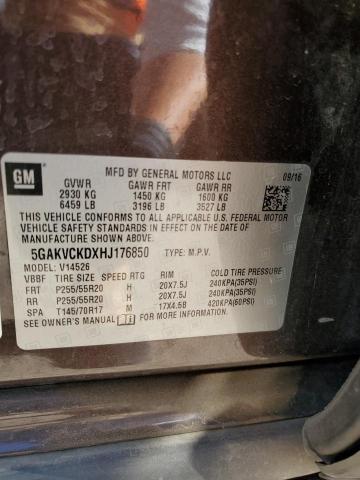 GM
MFD BY GENERAL MOTORS LLC 09/16
GVWR GAWR FRT GAWR RR
2930 KG 1450 KG 1600 KG
6459 LB 3196 LB 3527 LB
THIS VEHICLE CONFORMS TO ALL APPLICABLE U.S. FEDERAL MOTOR
VEHICLE SAFETY STANDARDS IN EFFECT ON THE DATE OF
MANUFACTURE SHOWN ABOVE.
5GAKVCKDXHJ176850 TYPE: M.P.V.
MODEL: V14526
VBBF TIRE SIZE SPEED RTG RIM COLD TIRE PRESSURE
FRT P255/55R20 H 20X7.5J 240KPA(35PSI)
RR P255/55R20 H 20X7.5J 240KPA(35PSI)
SPA T145/70R17 M 17X4.5B 420KPA(60PSI)
SEE OWNER'S MANUAL FOR MORE INFORMATION.